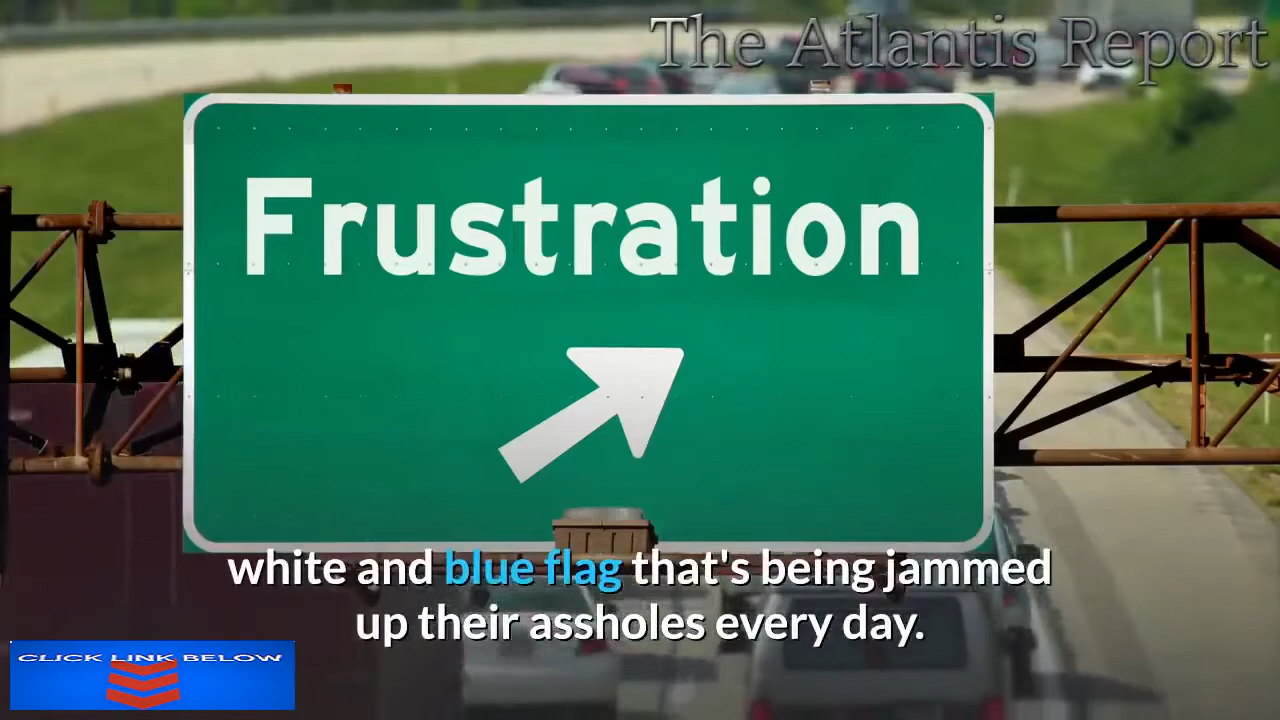 The Atlantis Report
Frustration
white and blue flag that's being jammed
up their assholes every day.
CLICK LINK BELOW